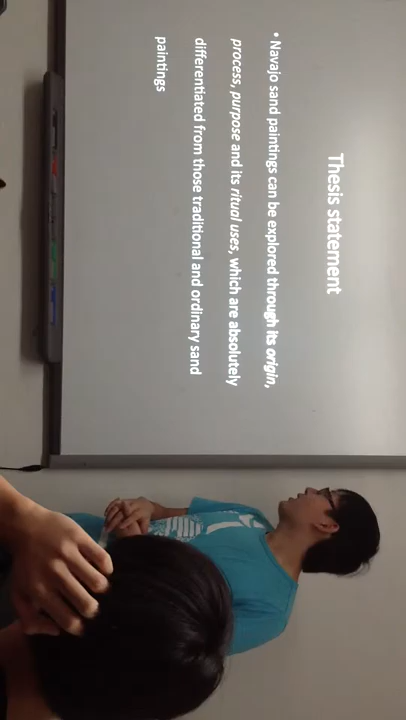 Thesis statement
• Navajo sand paintings can be explored through its origin,
process, purpose and its ritual uses, which are absolutely
differentiated from those traditional and ordinary sand
paintings